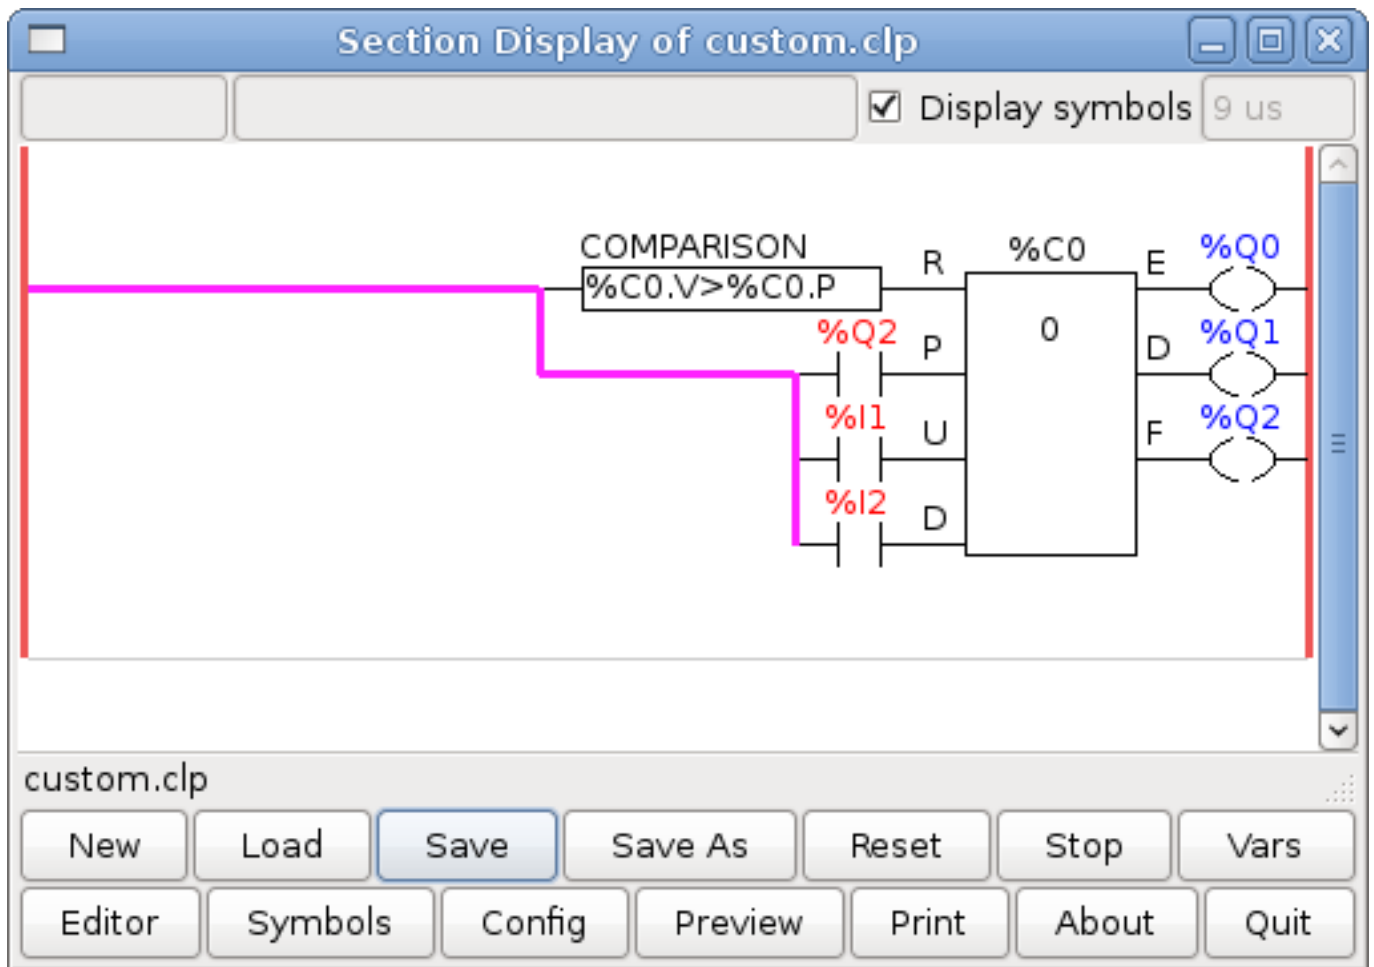 Section Display of custom.clp
Display symbols 9 us
COMPARISON R %C0 E %Q0
%C0.V>%C0.P
%Q2 P 0 D %Q1
%I1 U F %Q2
%I2 D
custom.clp
New Load Save Save As Reset Stop Vars
Editor Symbols Config Preview Print About Quit